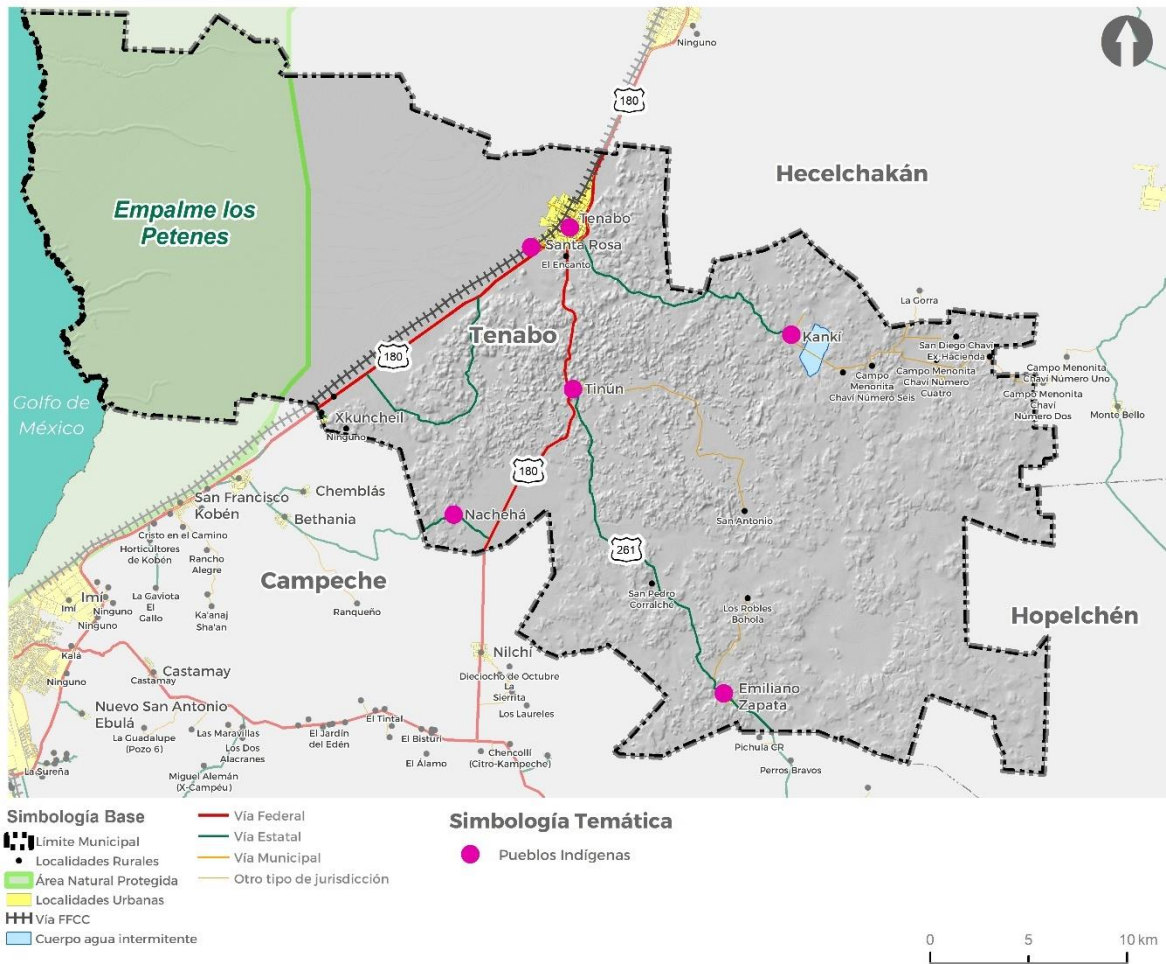 Ninguno
180
Hecelchakán
Empalme los
Petenes
Tenabo
Santa Rosa
El Encanto
La Gorra
Tenabo
Kankí
San Diego Chavi
Ex-Hacienda
180
Campo
Menonita
Chaví Número Seis
Campo Menonita
Chaví Número
Cuatro
Campo Menonita
Chaví Número Uno
Campo Menonita
Chaví
Número Dos
Golfo de
México
Tinún
Monte Bello
Xkuncheil
Ninguno
180
San Francisco
Kobén
Chemblás
Bethania
Nachehá
San Antonio
Cristo en el Camino
Horticultores
de Kobén
Rancho
Alegre
261
Campeche
San Pedro
Corralché
Imí
Imí
Ninguno
Ninguno
La Gaviota
El
Gallo
Ka'anaj
Sha'an
Ranqueño
Los Robles
Bohola
Hopelchén
Kalá
Ninguno
Castamay
Castamay
Nilchí
Dieciocho de Octubre
La
Sierrita
Los Laureles
Emiliano
Zapata
Nuevo San Antonio
Ebulá
La Guadalupe
(Pozo 6)
Las Maravillas
Los Dos
Alacranes
El Jardín
del Edén
El Tintal
El Bisturí
El Álamo
Chencollí
(Citro-Kampeche)
Pichula CR
Perros Bravos
La Sureña
Miguel Alemán
(X-Campéu)
Simbología Base
Límite Municipal
Localidades Rurales
Área Natural Protegida
Localidades Urbanas
Vía FFCC
Cuerpo agua intermitente
Vía Federal
Vía Estatal
Vía Municipal
Otro tipo de jurisdicción
Simbología Temática
Pueblos Indígenas
0 5 10 km